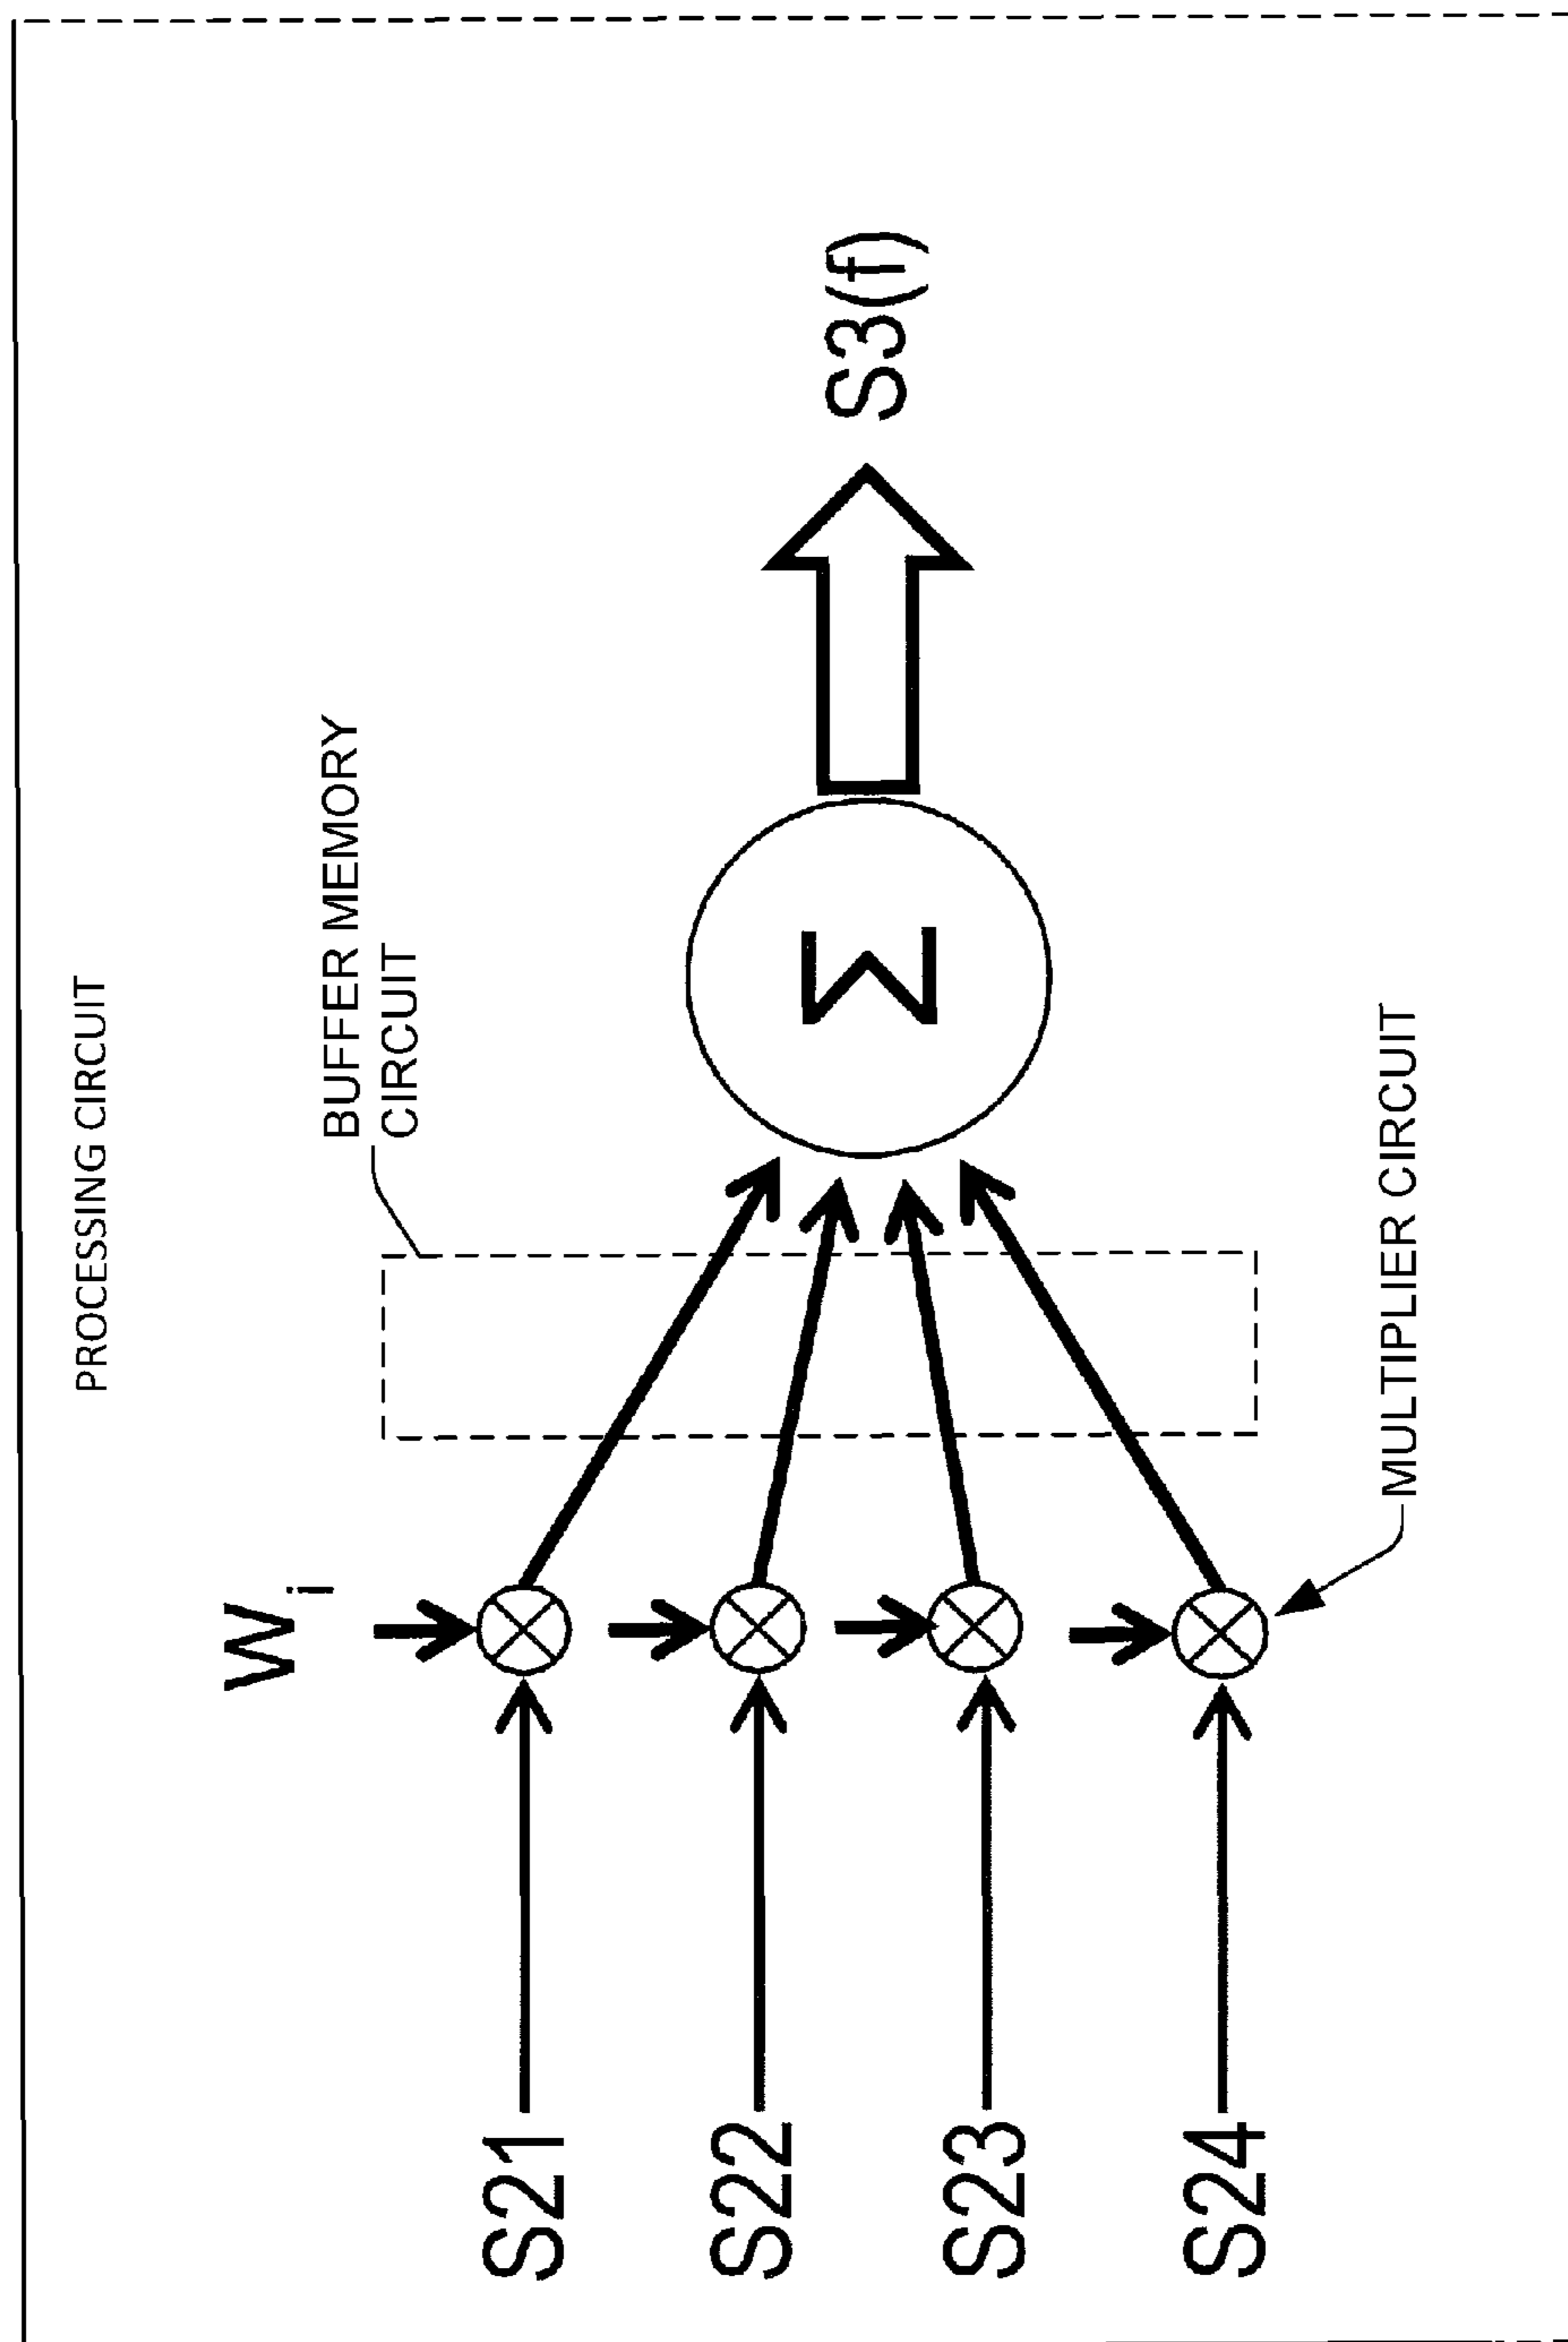 PROCESSING CIRCUIT
W i
BUFFER MEMORY
CIRCUIT
S21
S22
S23
S24
Σ
S3(f)
MULTIPLIER CIRCUIT